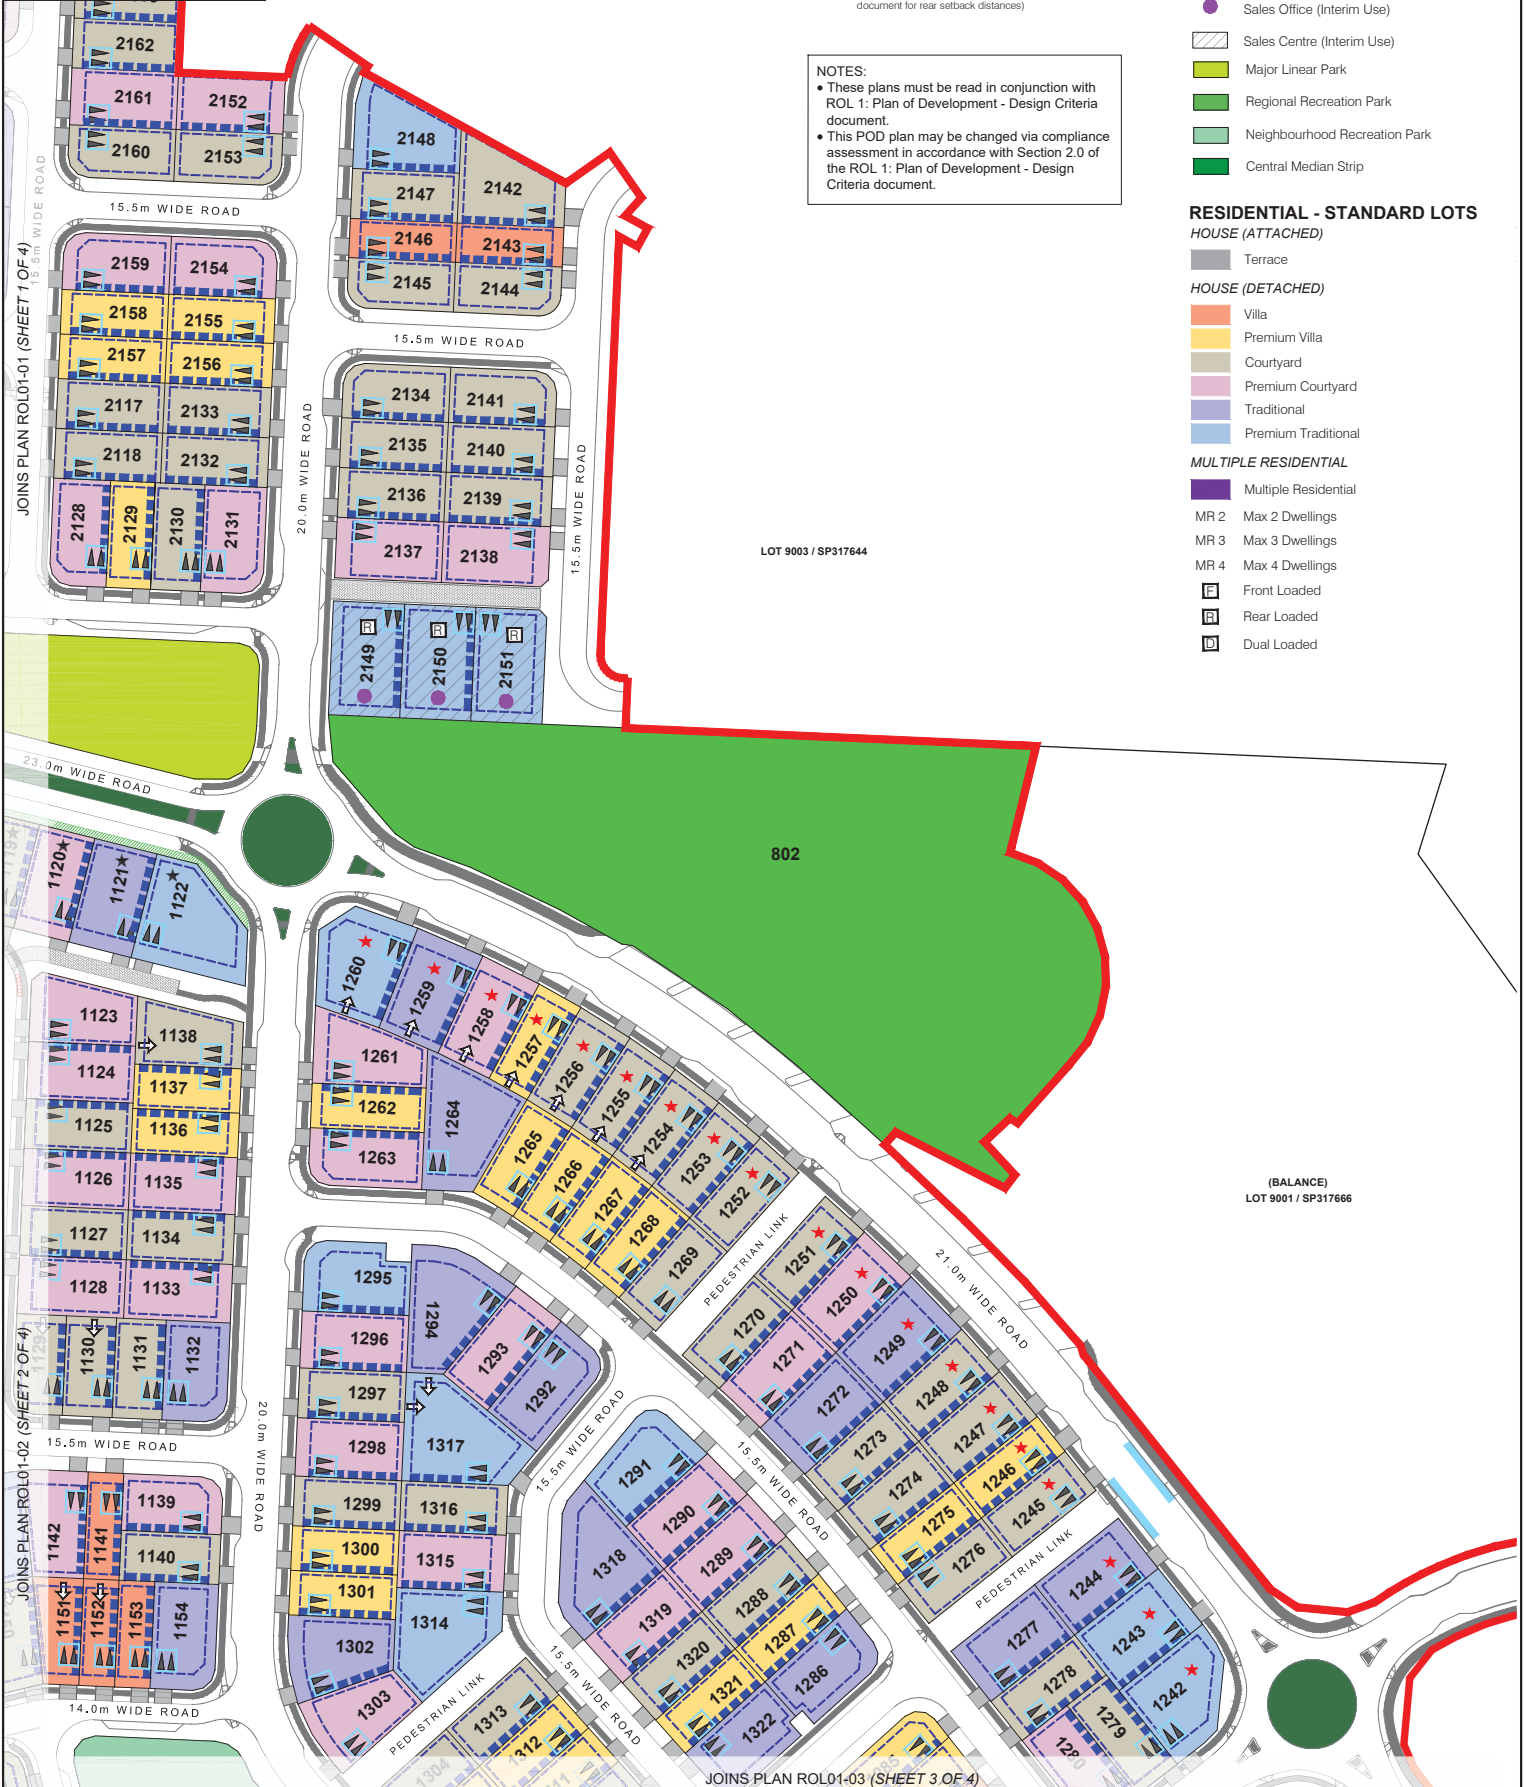 document for rear setback distances)
NOTES:
• These plans must be read in conjunction with
ROL 1: Plan of Development - Design Criteria
document.
• This POD plan may be changed via compliance
assessment in accordance with Section 2.0 of
the ROL 1: Plan of Development - Design
Criteria document.
Sales Office (Interim Use)
Sales Centre (Interim Use)
Major Linear Park
Regional Recreation Park
Neighbourhood Recreation Park
Central Median Strip
RESIDENTIAL - STANDARD LOTS
HOUSE (ATTACHED)
Terrace
HOUSE (DETACHED)
Villa
Premium Villa
Courtyard
Premium Courtyard
Traditional
Premium Traditional
MULTIPLE RESIDENTIAL
Multiple Residential
MR 2 Max 2 Dwellings
MR 3 Max 3 Dwellings
MR 4 Max 4 Dwellings
F Front Loaded
R Rear Loaded
D Dual Loaded
2162
2161
2152
2160
2153
15.5m WIDE ROAD
15.5m WIDE ROAD
JOINS PLAN ROL01-01 (SHEET 1 OF 4)
2148
2147
2142
2146
2143
2145
2144
15.5m WIDE ROAD
2159
2154
2158
2155
2157
2156
2117
2133
2118
2132
2128
2129
2130
2131
20.0m WIDE ROAD
2134
2141
2135
2140
2136
2139
2137
2138
15.5m WIDE ROAD
LOT 9003 / SP317644
R
R
R
2149
2150
2151
23.0m WIDE ROAD
802
1119
1120
1121
1122
1123
1138
1124
1137
1125
1136
1126
1135
1127
1134
1128
1133
1129
1130
1131
1132
JOINS PLAN ROL01-02 (SHEET 2 OF 4)
15.5m WIDE ROAD
20.0m WIDE ROAD
1142
1141
1139
1140
1151
1152
1153
1154
14.0m WIDE ROAD
1260
1259
1258
1257
1256
1255
1254
1253
1252
1261
1262
1263
1264
1265
1266
1267
1268
1269
PEDESTRIAN LINK
21.0m WIDE ROAD
(BALANCE)
LOT 9001 / SP317666
1251
1250
1249
1248
1247
1246
1245
1270
1271
1272
1273
1274
1275
1276
PEDESTRIAN LINK
15.5m WIDE ROAD
1295
1294
1296
1293
1292
1297
1298
1317
1299
1316
1300
1315
1301
1314
1302
1303
15.5m WIDE ROAD
1291
1290
1289
1288
1287
1286
1318
1319
1320
1321
1322
15.5m WIDE ROAD
PEDESTRIAN LINK
1313
1312
1311
1304
1285
1244
1243
1242
1277
1278
1279
1280
JOINS PLAN ROL01-03 (SHEET 3 OF 4)